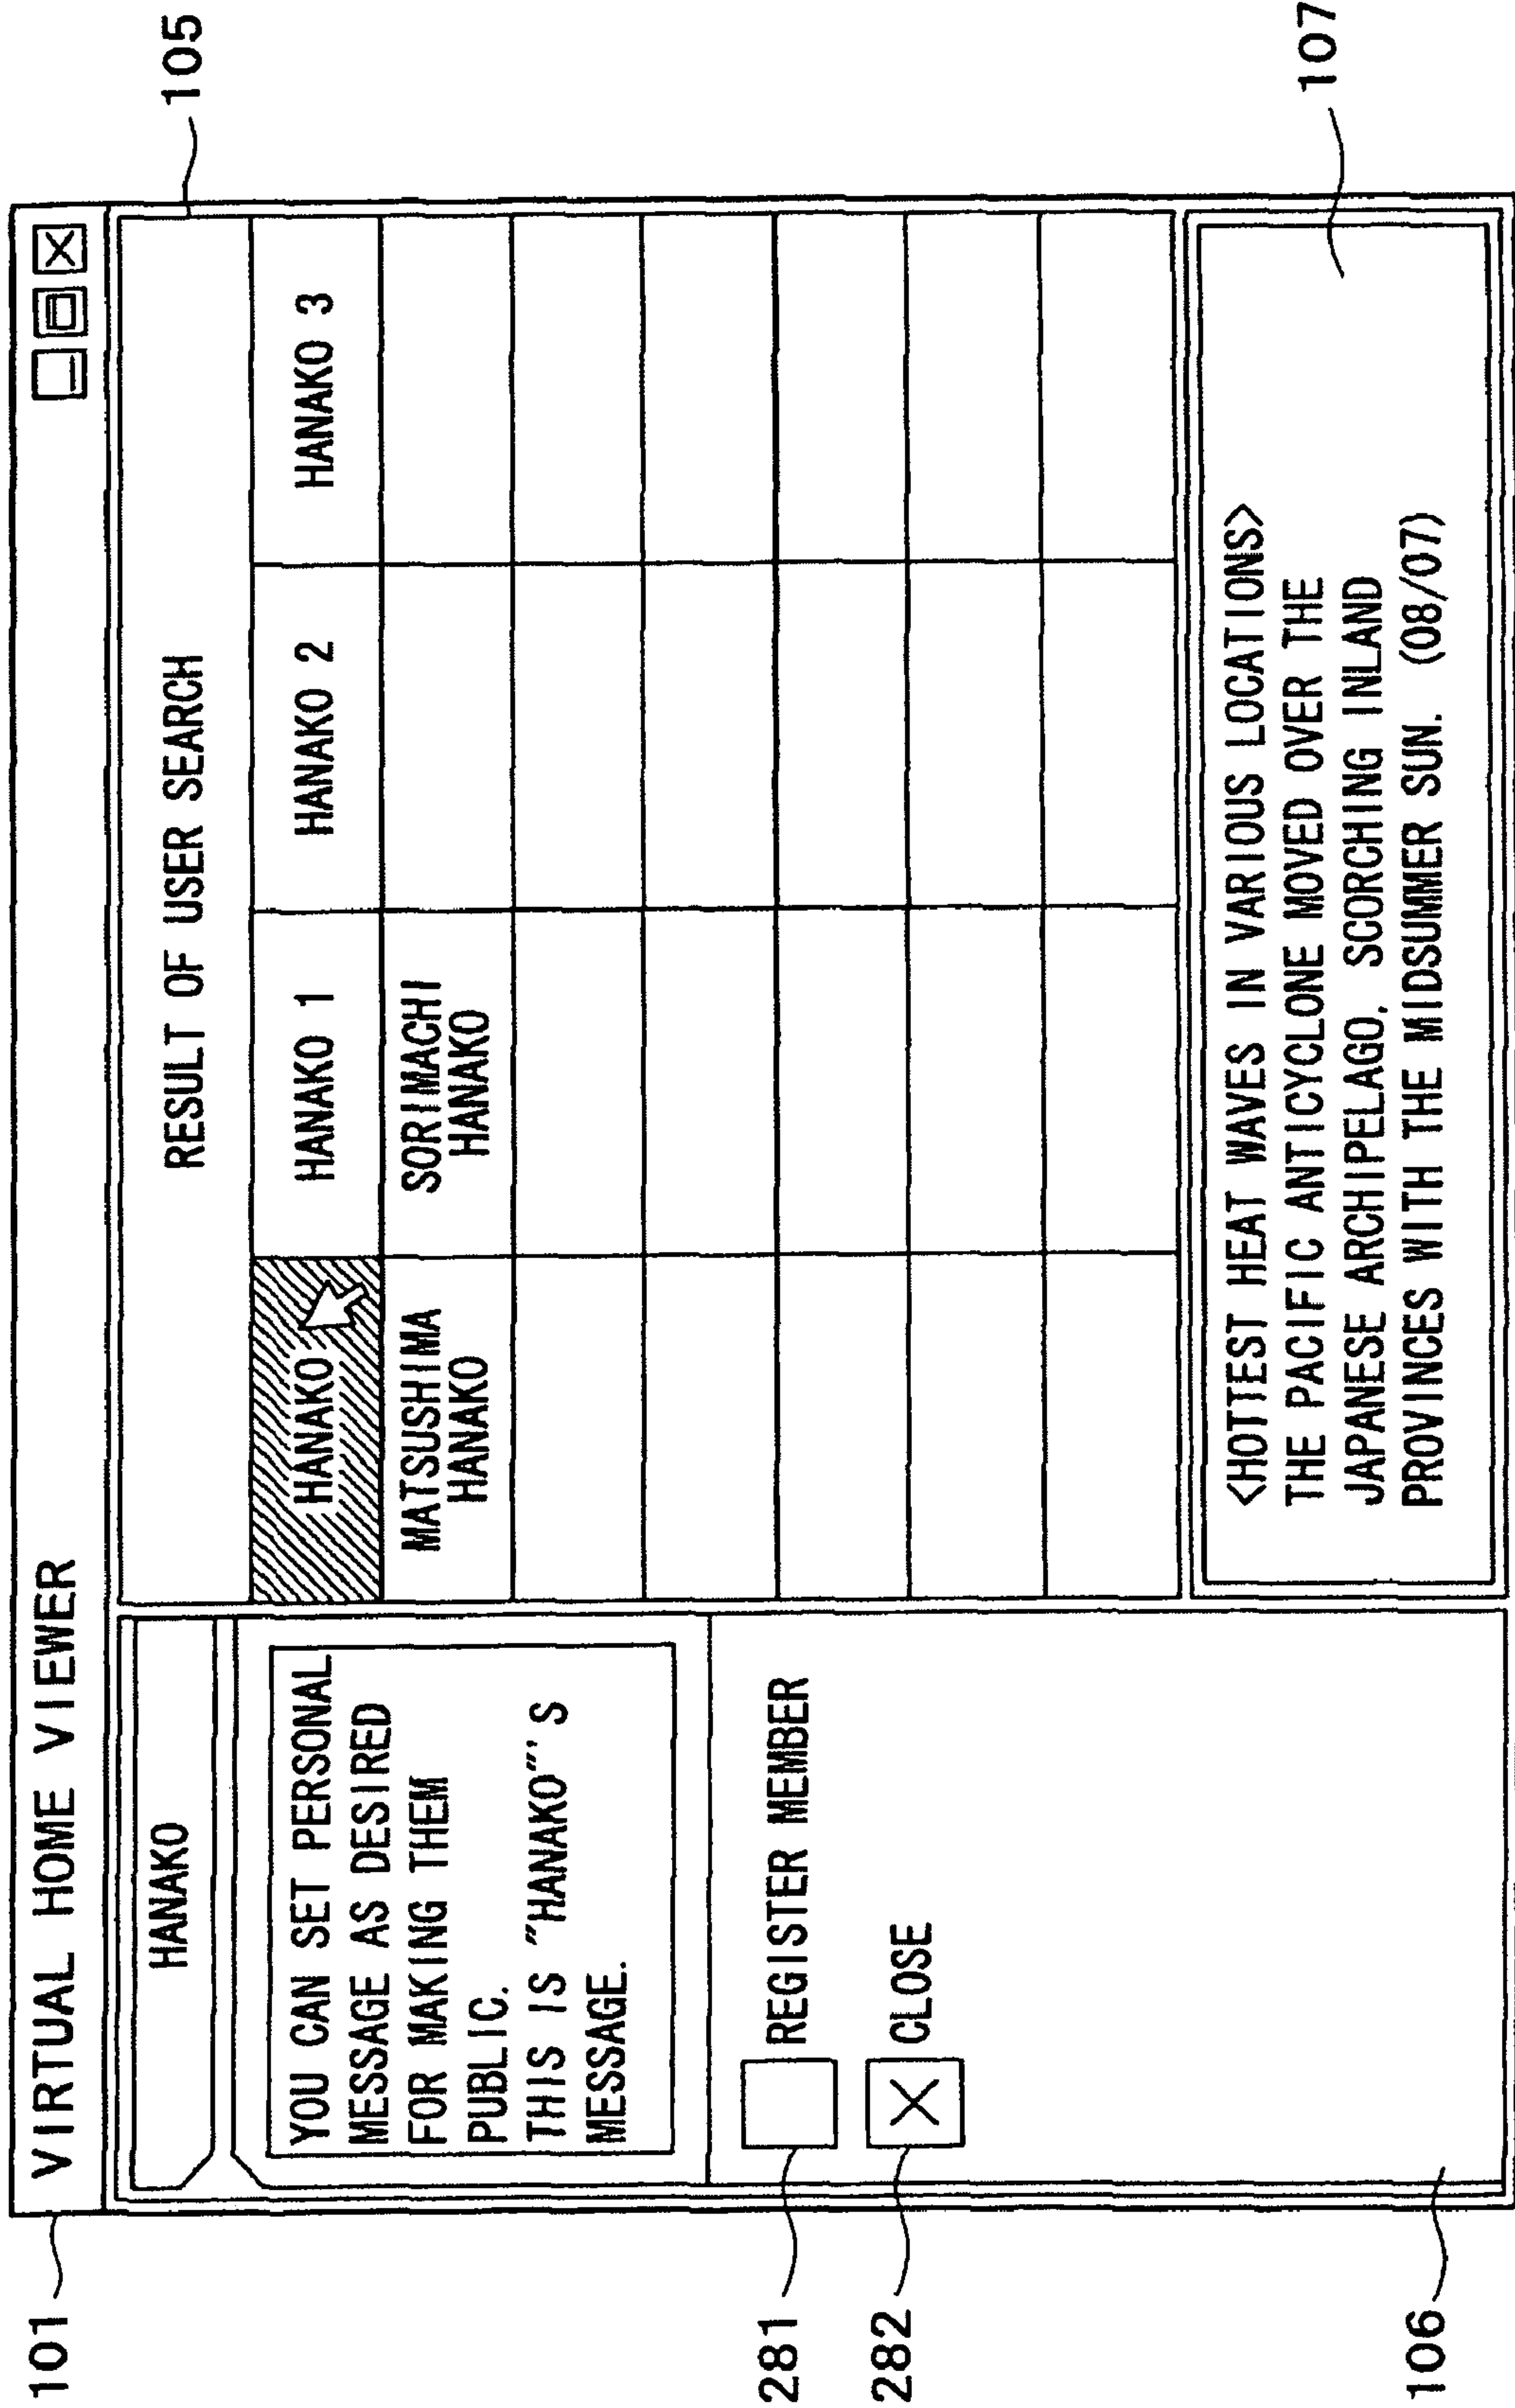 101
VIRTUAL HOME VIEWER
105
HANAKO
YOU CAN SET PERSONAL
MESSAGE AS DESIRED
FOR MAKING THEM
PUBLIC.
THIS IS "HANAKO"'S
MESSAGE.
281
REGISTER MEMBER
282
CLOSE
106
RESULT OF USER SEARCH
HANAKO
HANAKO 1
HANAKO 2
HANAKO 3
MATSUSHIMA
HANAKO
SORIMACHI
HANAKO
<HOTTEST HEAT WAVES IN VARIOUS LOCATIONS>
THE PACIFIC ANTICYCLONE MOVED OVER THE
JAPANESE ARCHIPELAGO, SCORCHING INLAND
PROVINCES WITH THE MIDSUMMER SUN. (08/07)
107